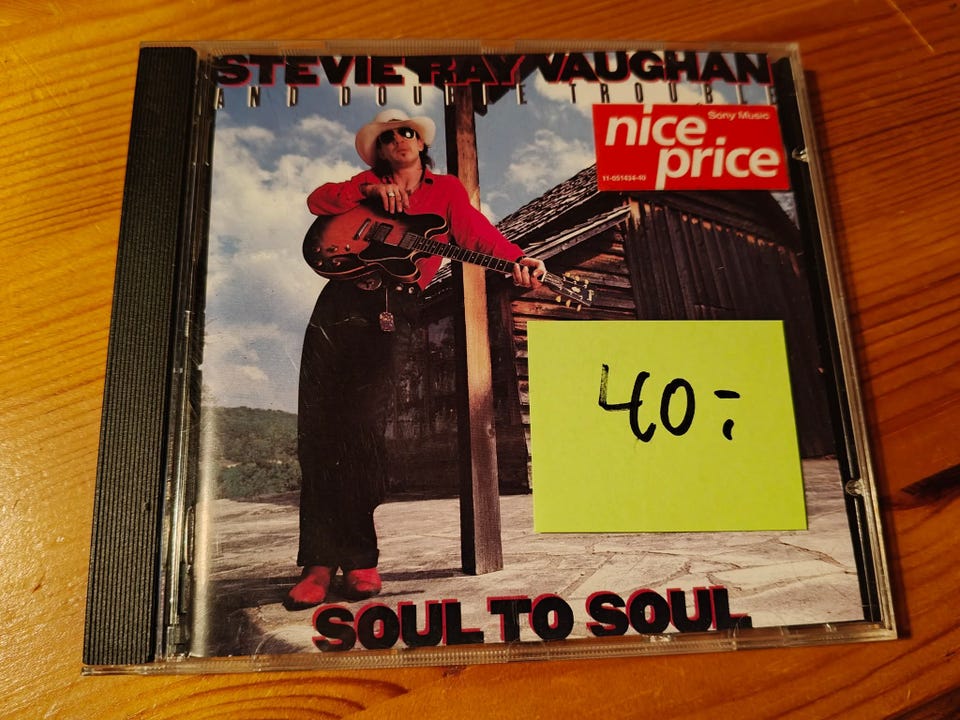 STEVIE RAY VAUGHAN
AND DOUBLE TROUBLE
Sony Music
nice
price
11-051434-40
40:-
SOUL TO SOUL